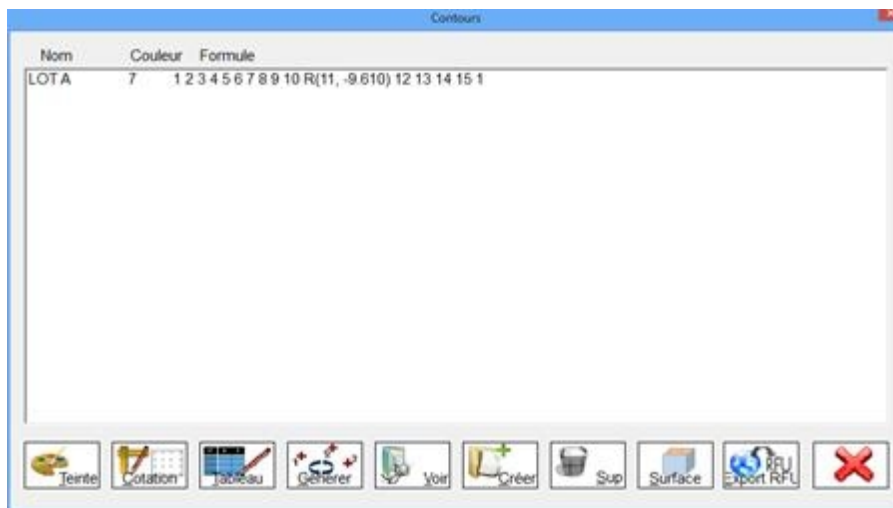 Contours
Nom Couleur Formule
LOT A 7 1 2 3 4 5 6 7 8 9 10 R(11, -9.610) 12 13 14 15 1
Teinte Cotation Tableau Générer Voir Créer Sup Surface Export RFU
RFU